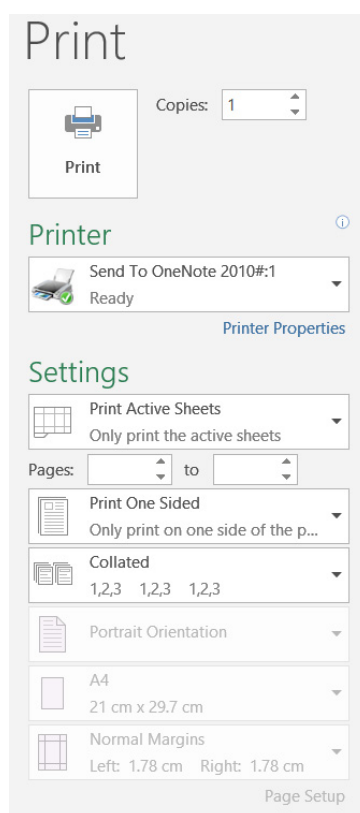 Print
Copies: 1
Print
Printer
Send To OneNote 2010#:1
Ready
Printer Properties
Settings
Print Active Sheets
Only print the active sheets
Pages: to
Print One Sided
Only print on one side of the p...
Collated
1,2,3 1,2,3 1,2,3
Portrait Orientation
A4
21 cm x 29.7 cm
Normal Margins
Left: 1.78 cm Right: 1.78 cm
Page Setup